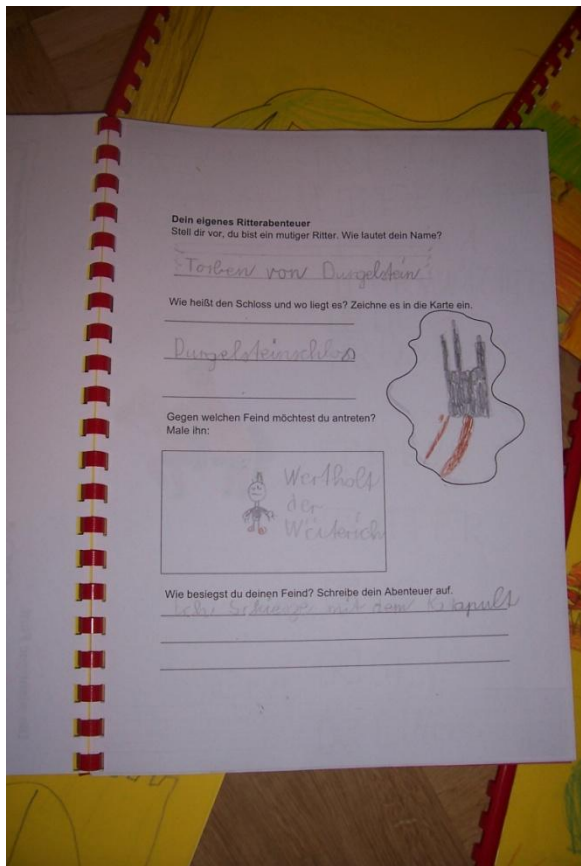 Dein eigenes Ritterabenteuer
Stell dir vor, du bist ein mutiger Ritter. Wie lautet dein Name?
Torben von Durgelstein
Wie heißt den Schloss und wo liegt es? Zeichne es in die Karte ein.
Durgelsteinschloss
Gegen welchen Feind möchtest du antreten?
Male ihn:
Wertholt
der
Wüterich
Wie besiegst du deinen Feind? Schreibe dein Abenteuer auf.
mit dem Katapult